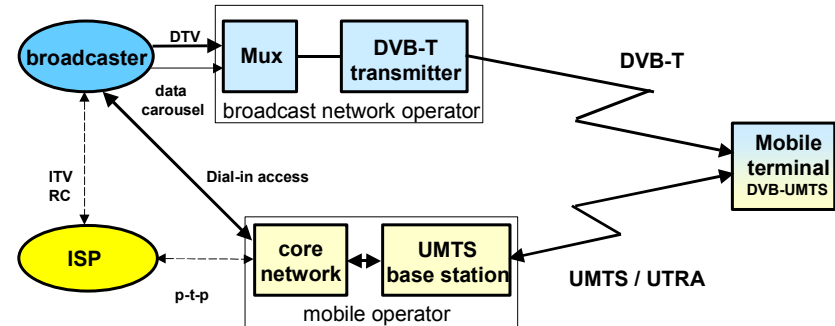 DTV
broadcaster
data
carousel
Mux
DVB-T
transmitter
broadcast network operator
DVB-T
Mobile
terminal
DVB-UMTS
ITV
RC
Dial-in access
ISP
p-t-p
core
network
UMTS
base station
mobile operator
UMTS / UTRA